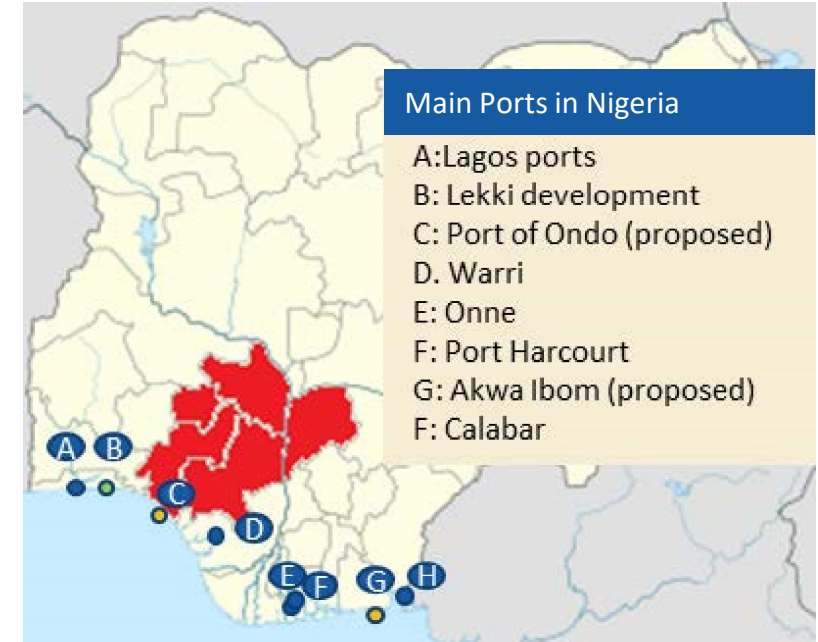 Main Ports in Nigeria
A:Lagos ports
B: Lekki development
C: Port of Ondo (proposed)
D. Warri
E: Onne
F: Port Harcourt
G: Akwa Ibom (proposed)
F: Calabar
A B
C
D
E F G H